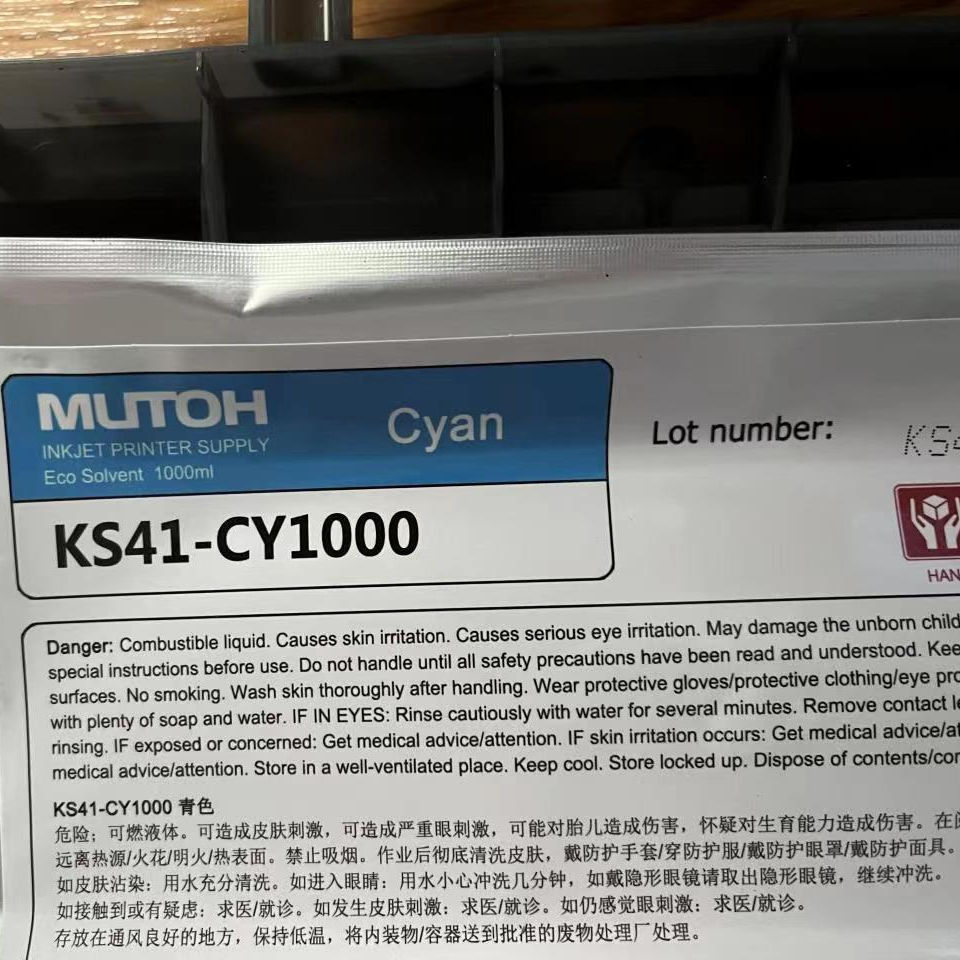 MUTOH
INKJET PRINTER SUPPLY
Eco Solvent 1000ml
Cyan
KS41-CY1000
Lot number:
Danger: Combustible liquid. Causes skin irritation. Causes serious eye irritation. May damage the unborn child
special instructions before use. Do not handle until all safety precautions have been read and understood.
surfaces. No smoking. Wash skin thoroughly after handling. Wear protective gloves/protective clothing/eye
with plenty of soap and water. IF IN EYES: Rinse cautiously with water for several minutes. Remove contact
rinsing. IF exposed or concerned: Get medical advice/attention. IF skin irritation occurs: Get medical
medical advice/attention. Store in a well-ventilated place. Keep cool. Store locked up. Dispose of
KS41-CY1000 青色
危险；可燃液体。可造成皮肤刺激，可造成严重眼刺激，可能对胎儿造成伤害，怀疑对生育能力造成伤害。在
远离热源/火花/明火/热表面。禁止吸烟。作业后彻底清洗皮肤，戴防护手套/穿防护服/戴防护眼罩/戴防护面具。
如皮肤沾染：用水充分清洗。如进入眼睛：用水小心冲洗几分钟，如戴隐形眼镜请取出隐形眼镜，继续冲洗。
如接触到或有疑虑：求医/就诊。如发生皮肤刺激：求医/就诊。如仍感觉眼刺激：求医/就诊。
存放在通风良好的地方，保持低温，将内装物/容器送到批准的废物处理厂处理。